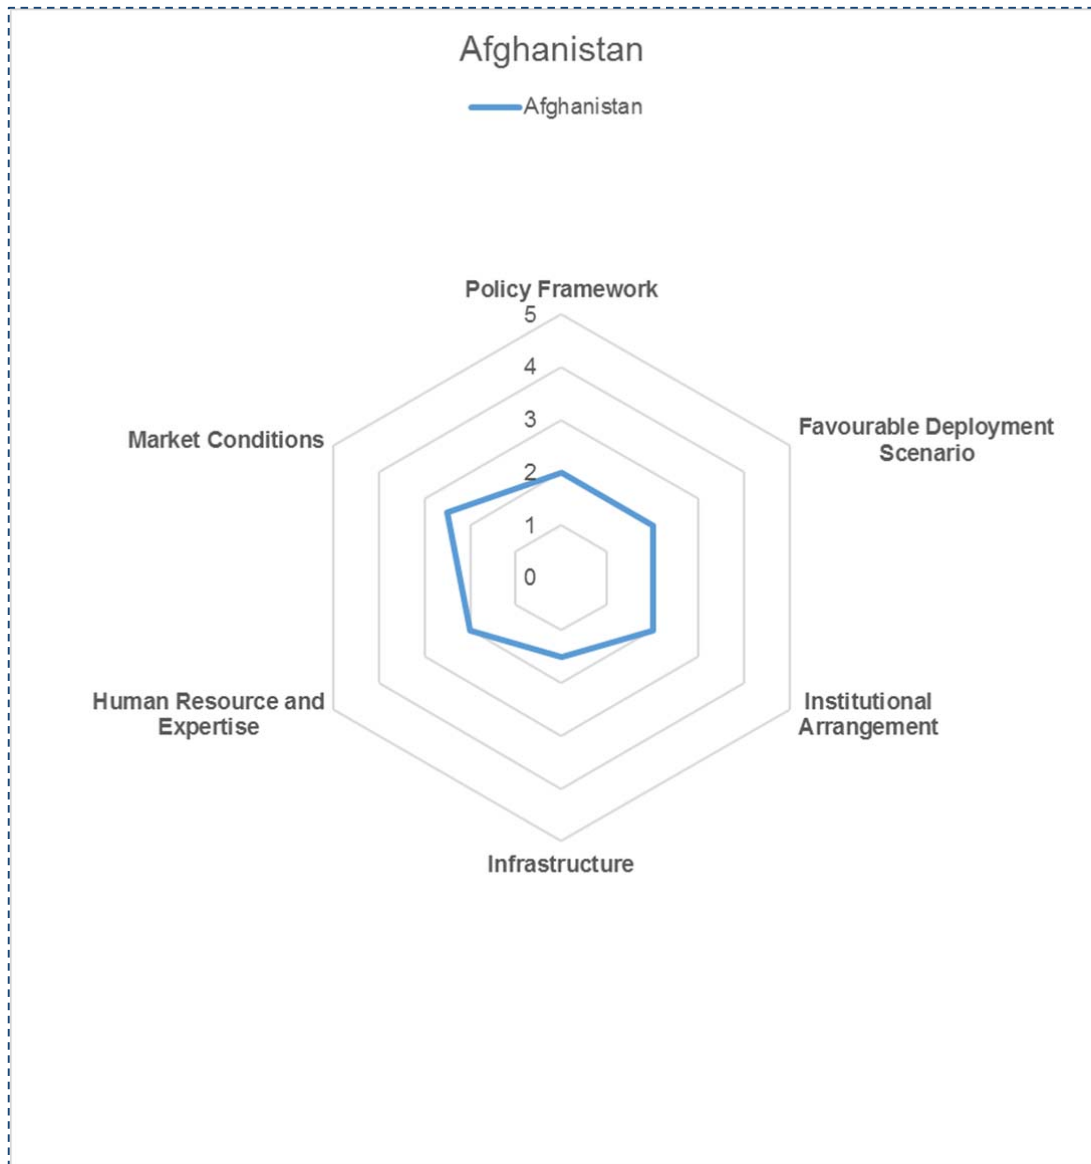 Afghanistan
Afghanistan
Policy Framework
5
4
3
2
1
0
Favourable Deployment
Scenario
Institutional
Arrangement
Infrastructure
Human Resource and
Expertise
Market Conditions